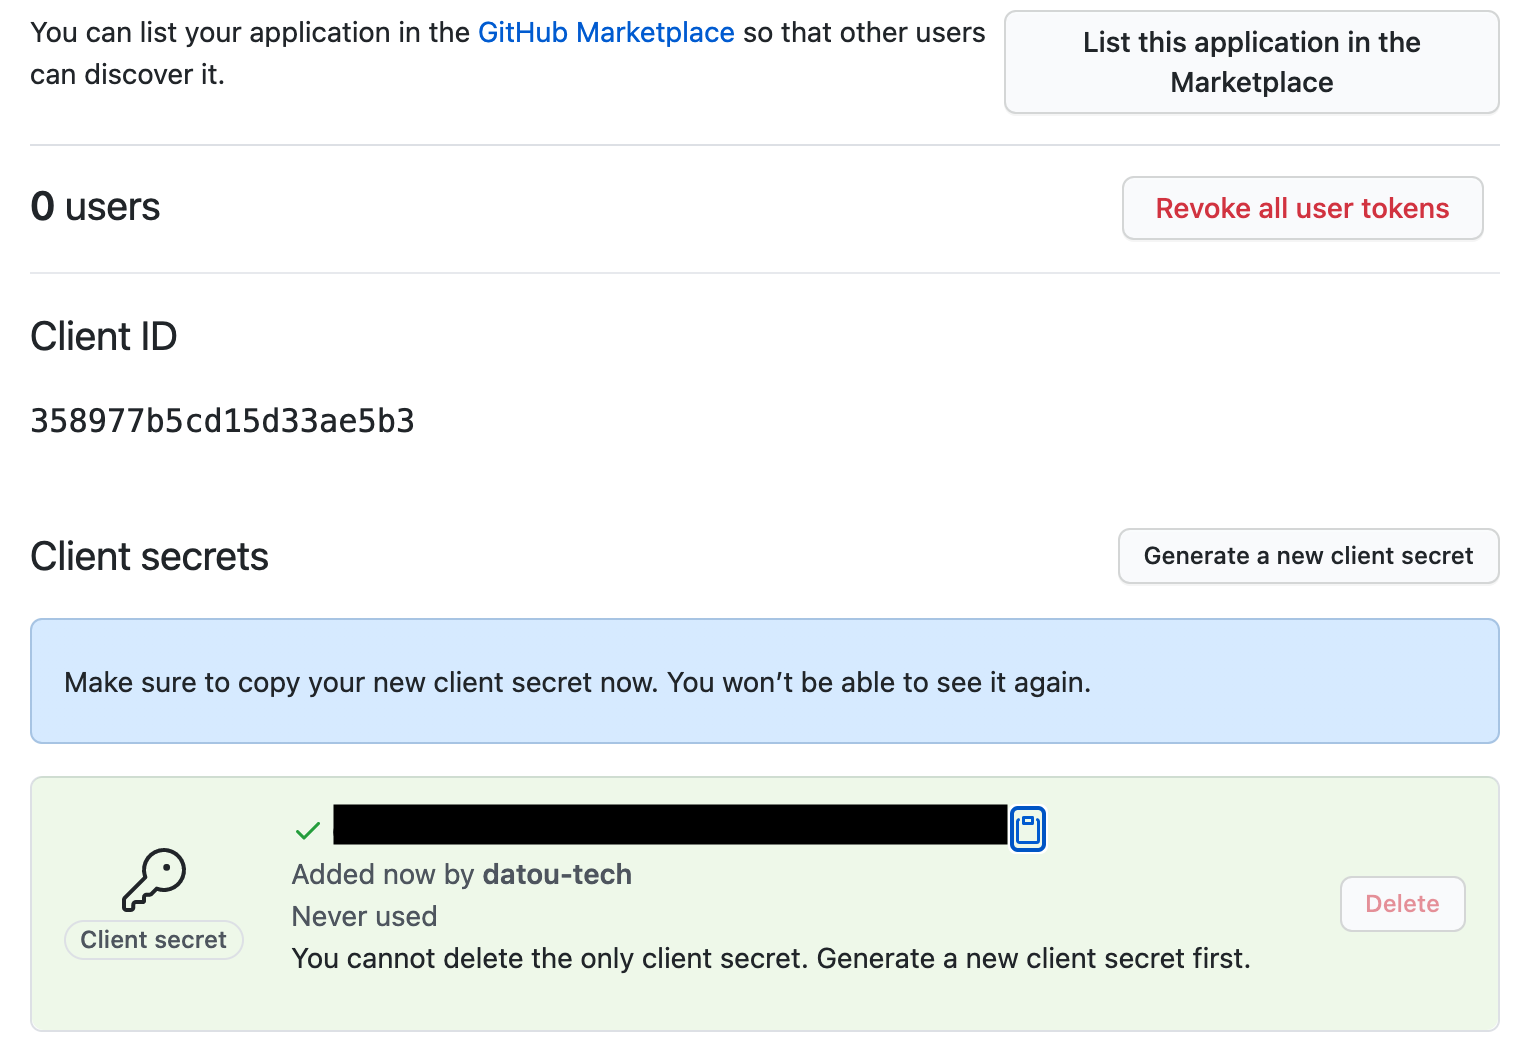 You can list your application in the GitHub Marketplace so that other users
can discover it.
List this application in the
Marketplace
0 users
Revoke all user tokens
Client ID
358977b5cd15d33ae5b3
Client secrets
Generate a new client secret
Make sure to copy your new client secret now. You won’t be able to see it again.
Added now by datou-tech
Never used
You cannot delete the only client secret. Generate a new client secret first.
Client secret
Delete